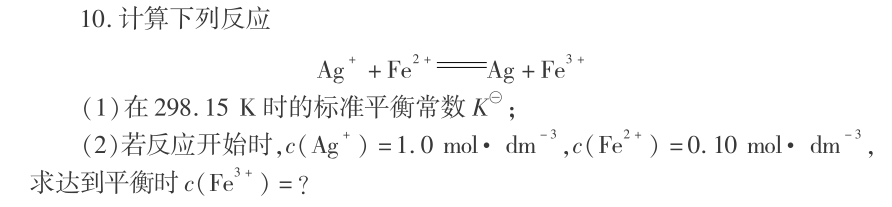 10. 计算下列反应
Ag⁺ + Fe²⁺ ══ Ag + Fe³⁺
(1)在 298.15 K 时的标准平衡常数 K⊖;
(2)若反应开始时,c(Ag⁺) = 1.0 mol· dm⁻³,c(Fe²⁺) = 0.10 mol· dm⁻³,
求达到平衡时 c(Fe³⁺) = ?